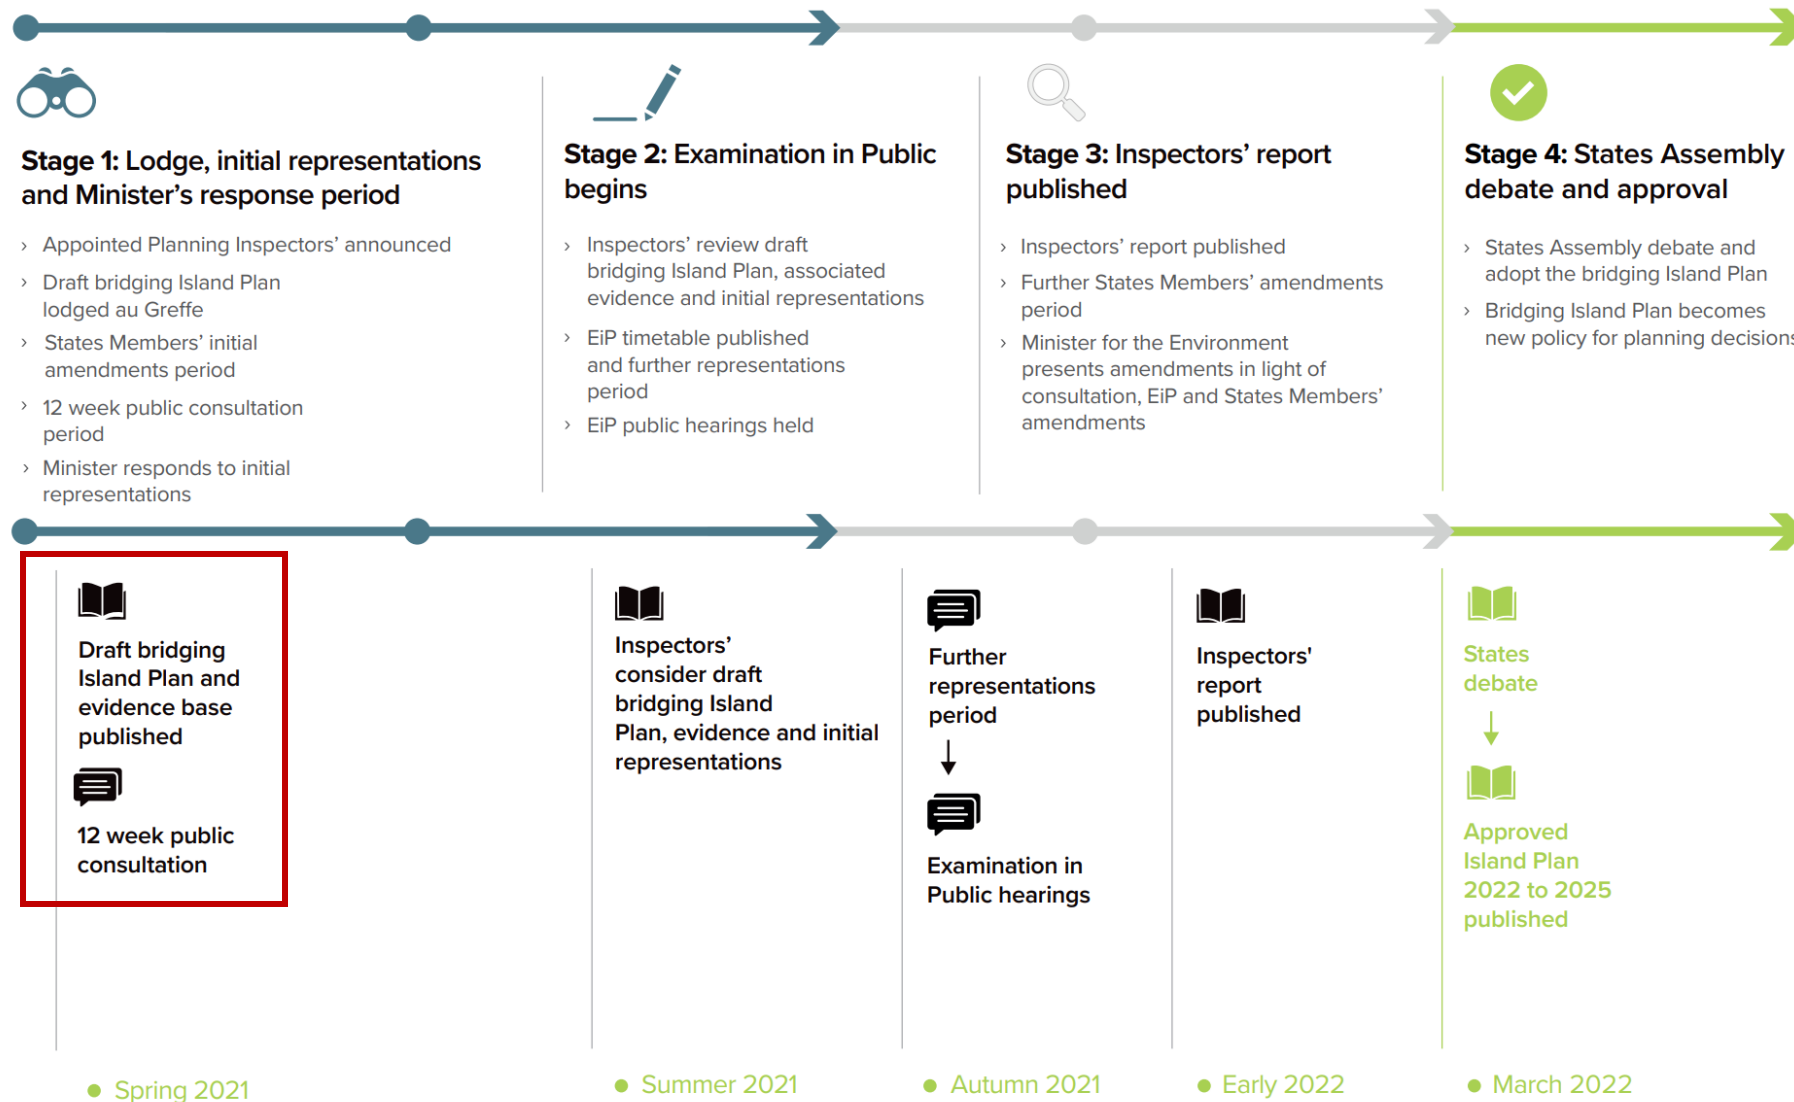 Stage 1: Lodge, initial representations
and Minister's response period
› Appointed Planning Inspectors' announced
› Draft bridging Island Plan
lodged au Greffe
› States Members' initial
amendments period
› 12 week public consultation
period
› Minister responds to initial
representations
Stage 2: Examination in Public
begins
› Inspectors' review draft
bridging Island Plan, associated
evidence and initial representations
› EiP timetable published
and further representations
period
› EiP public hearings held
Stage 3: Inspectors' report
published
› Inspectors' report published
› Further States Members' amendments
period
› Minister for the Environment
presents amendments in light of
consultation, EiP and States Members'
amendments
Stage 4: States Assembly
debate and approval
› States Assembly debate and
adopt the bridging Island Plan
› Bridging Island Plan becomes
new policy for planning decisions
Draft bridging
Island Plan and
evidence base
published
12 week public
consultation
Inspectors'
consider draft
bridging Island
Plan, evidence and initial
representations
Further
representations
period
Examination in
Public hearings
Inspectors'
report
published
States
debate
Approved
Island Plan
2022 to 2025
published
Spring 2021
Summer 2021
Autumn 2021
Early 2022
March 2022